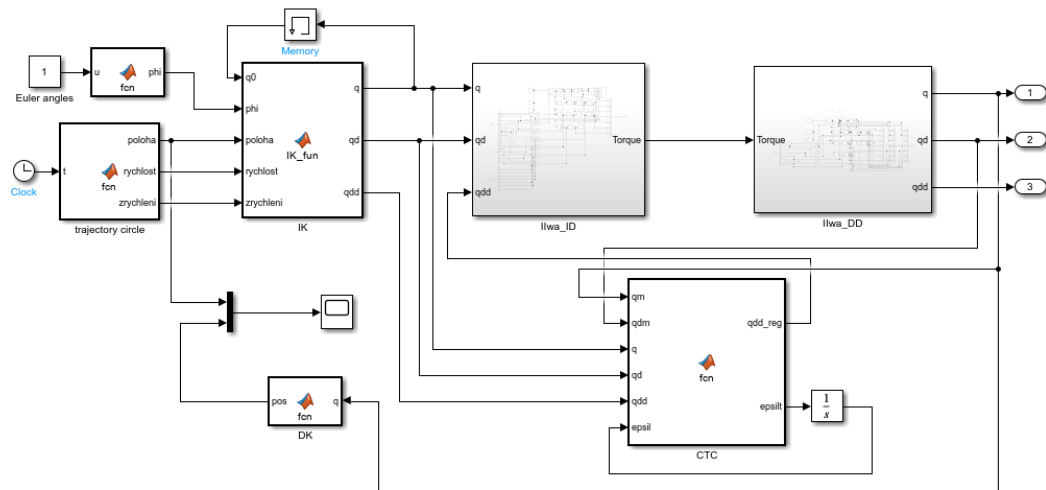 Memory
1
Euler angles
u
phi
fcn
q0
phi
poloha
rychlost
zrychleni
IK_fun
q
qd
qdd
IK
Clock
t
fcn
poloha
rychlost
zrychleni
trajectory circle
q
qd
qdd
Torque
IIwa_ID
Torque
q
qd
qdd
IIwa_DD
1
2
3
qm
qdm
q
qd
qdd
epsil
fcn
qdd_reg
epsilt
CTC
1
s
pos
fcn
q
DK